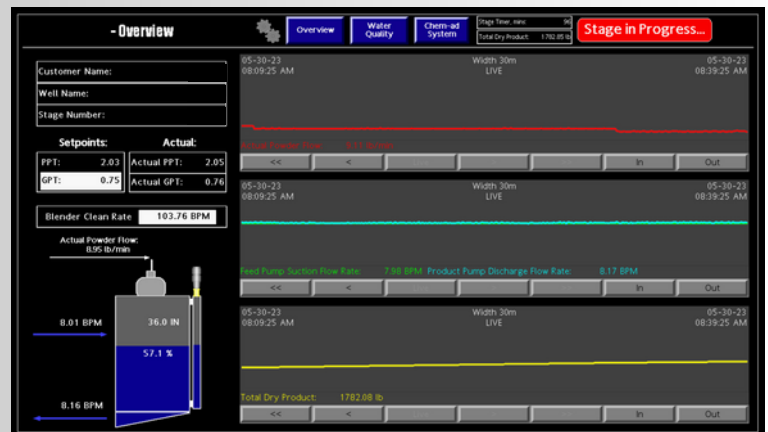 - Overview
Overview
Water
Quality
Chem-ad
System
Stage Timer, minc 96
Total Dry Product: 1782.85 lb
Stage in Progress...
Customer Name:
Well Name:
Stage Number:
Setpoints: Actual:
PPT: 2.03 Actual PPT: 2.05
GPT: 0.75 Actual GPT: 0.76
Blender Clean Rate 103.76 BPM
Actual Powder Flow:
8.95 lb/min
8.01 BPM
36.0 IN
57.1 %
8.16 BPM
05-30-23 Width 30m 05-30-23
08:09:25 AM LIVE 08:39:25 AM
Actual Powder Flow:
<< < In Out
05-30-23 Width 30m 05-30-23
08:09:25 AM LIVE 08:39:25 AM
Feed Pump Suction Flow Rate: 7.98 BPM Product Pump Discharge Flow Rate: 8.17 BPM
<< < In Out
05-30-23 Width 30m 05-30-23
08:09:25 AM LIVE 08:39:25 AM
Total Dry Product: 1782.08 lb
<< < In Out